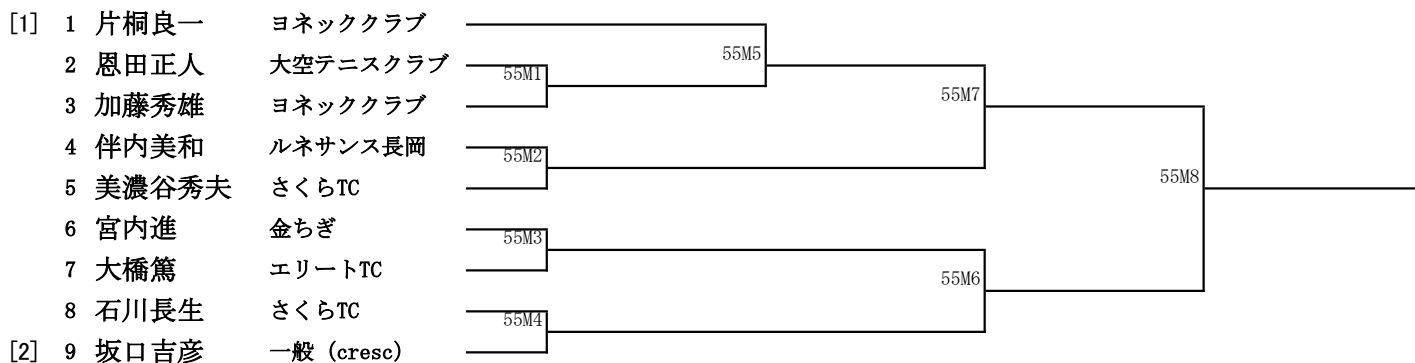 [1] 1 片桐良一 ヨネッククラブ
55M5
2 恩田正人 大空テニスクラブ
55M1
55M7
3 加藤秀雄 ヨネッククラブ
4 伴内美和 ルネサンス長岡
55M2
55M8
5 美濃谷秀夫 さくらTC
6 宮内進 金ちぎ
55M3
7 大橋篤 エリートTC
55M6
8 石川長生 さくらTC
55M4
[2] 9 坂口吉彦 一般（cresc）